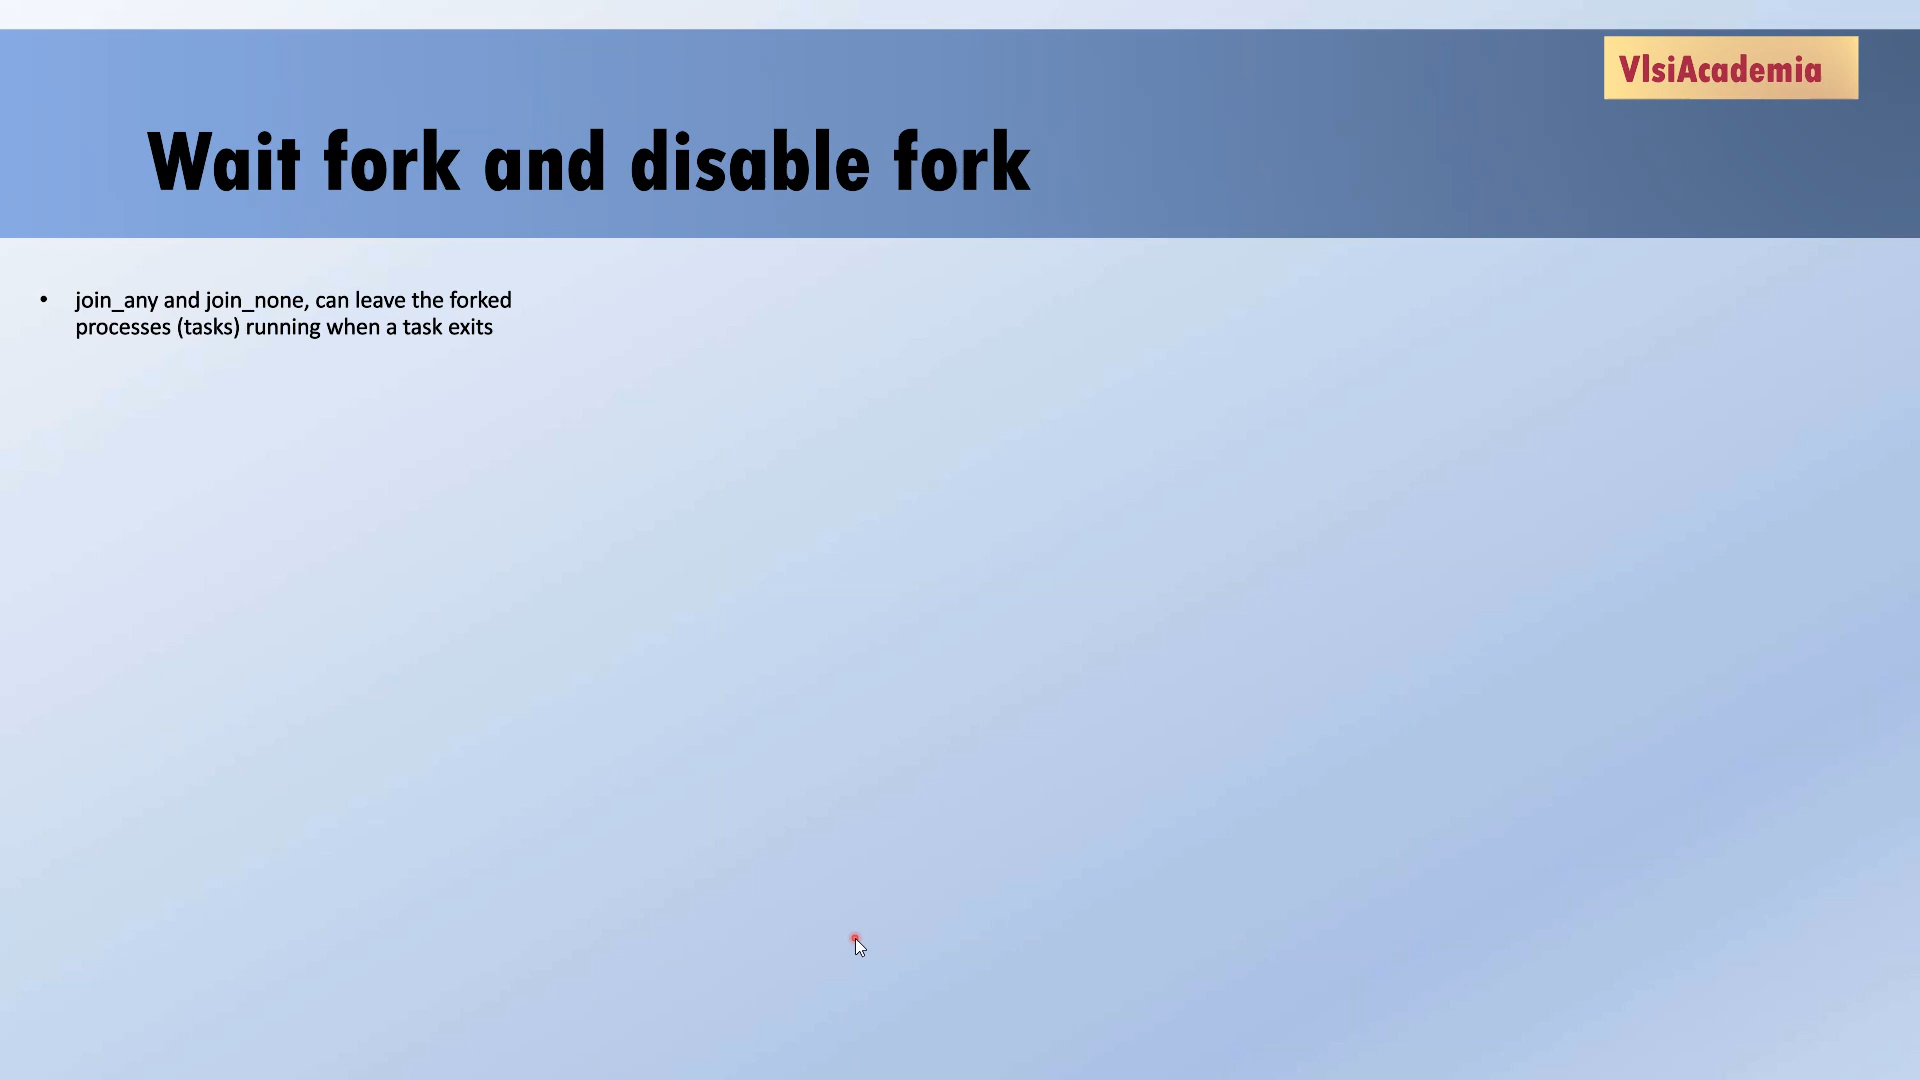 VlsiAcademia
Wait fork and disable fork
• join_any and join_none, can leave the forked
processes (tasks) running when a task exits